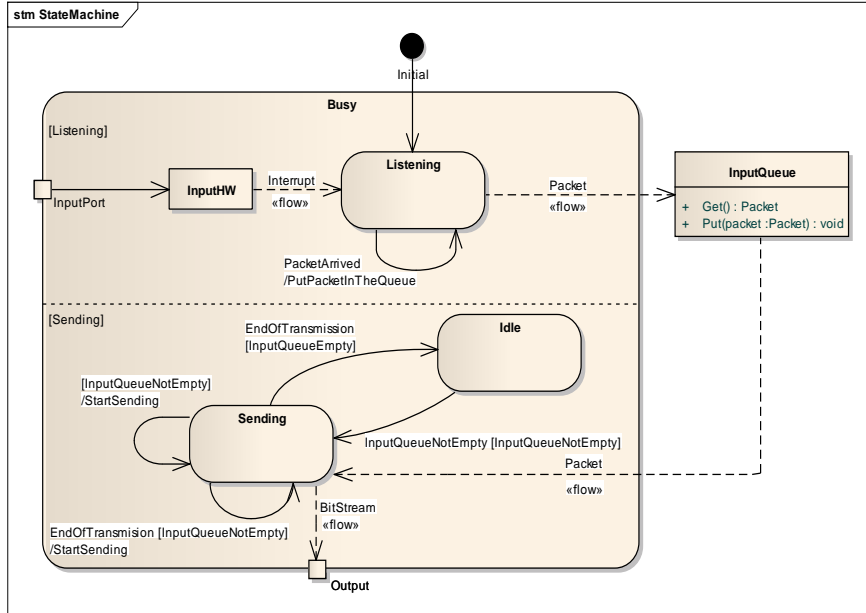 stm StateMachine
Initial
Busy
[Listening]
Listening
InputHW
Interrupt
«flow»
InputPort
PacketArrived
/PutPacketInTheQueue
Packet
«flow»
InputQueue
+ Get() : Packet
+ Put(packet :Packet) : void
[Sending]
Idle
EndOfTransmission
[InputQueueEmpty]
[InputQueueNotEmpty]
/StartSending
Sending
InputQueueNotEmpty [InputQueueNotEmpty]
Packet
«flow»
BitStream
«flow»
EndOfTransmision [InputQueueNotEmpty]
/StartSending
Output